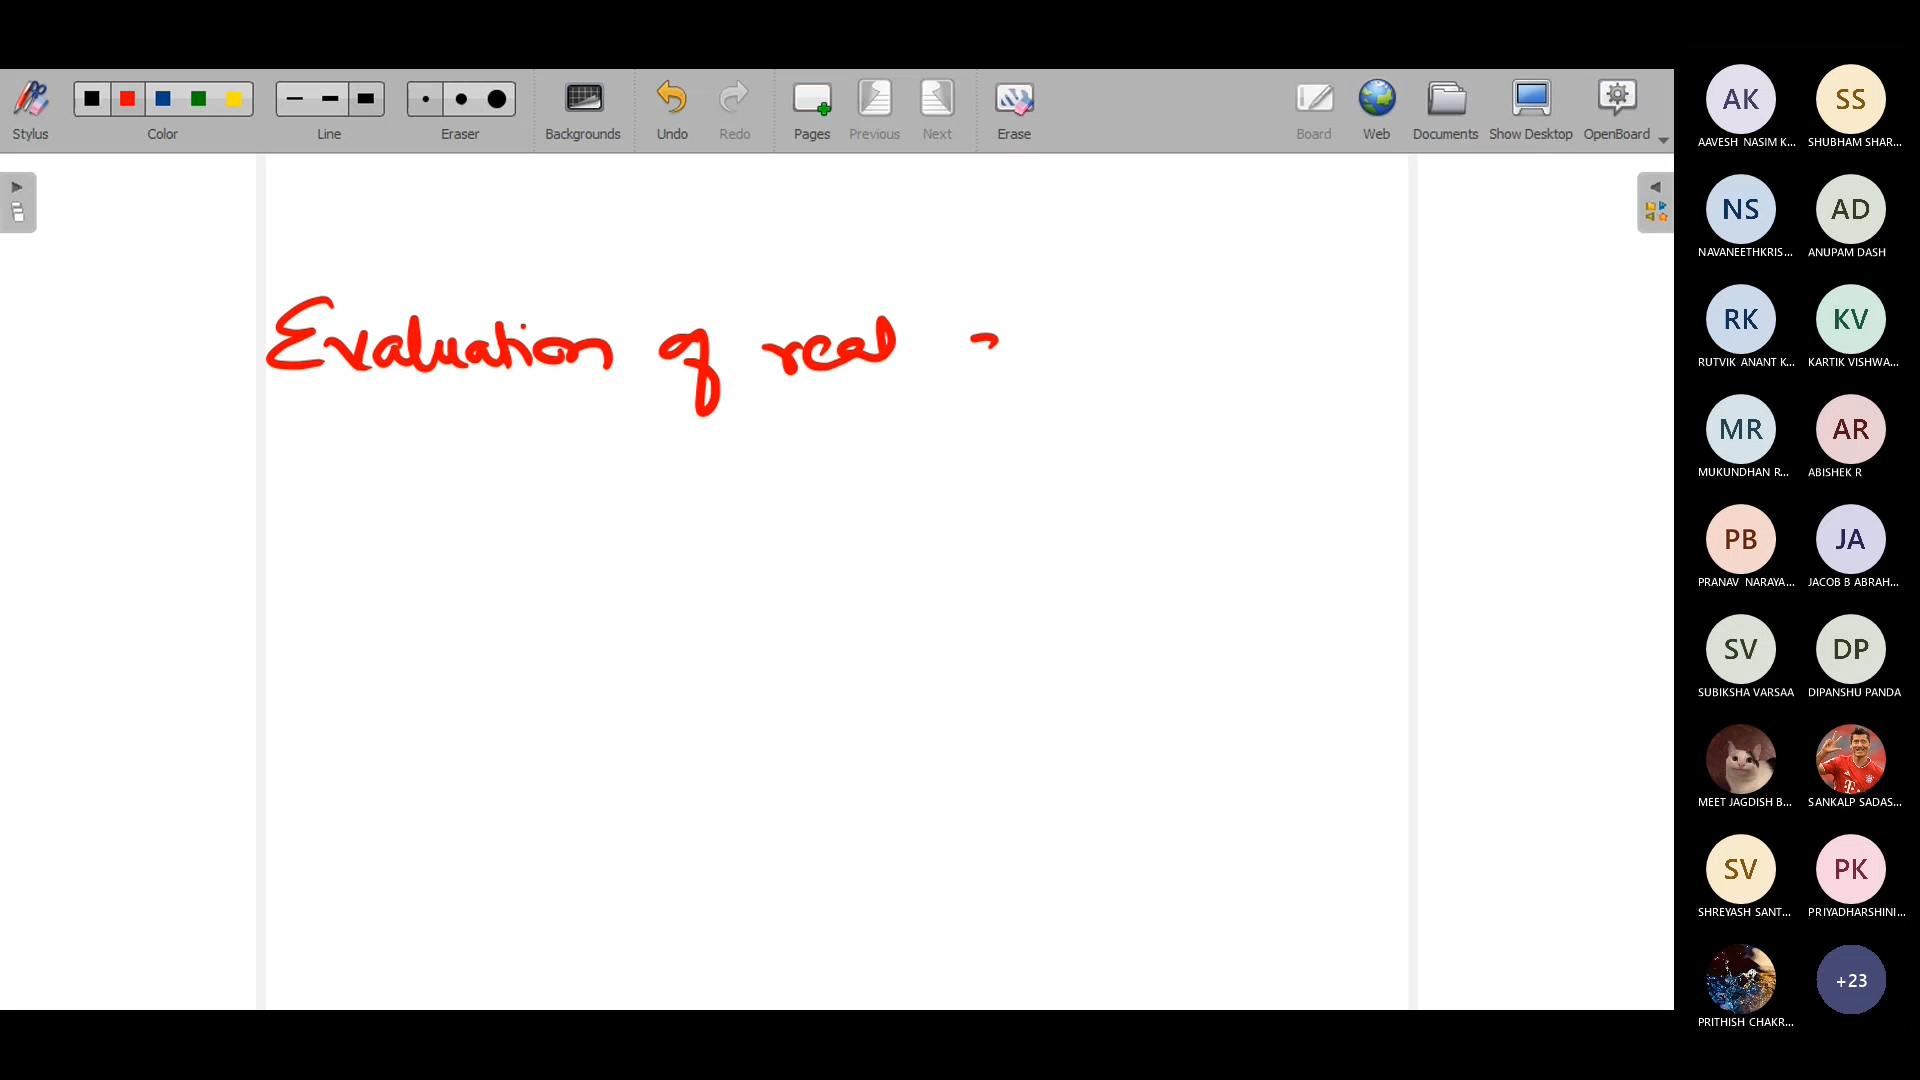 Stylus Color Line Eraser Backgrounds Undo Redo Pages Previous Next Erase Board Web Documents Show Desktop OpenBoard
Evaluation of real
AK SS
AAVESH NASIM K... SHUBHAM SHAR...
NS AD
NAVANEETHKRIS... ANUPAM DASH
RK KV
RUTVIK ANANT K... KARTIK VISHWA...
MR AR
MUKUNDHAN R... ABISHEK R
PB JA
PRANAV NARAYA... JACOB B ABRAH...
SV DP
SUBIKSHA VARSAA DIPANSHU PANDA
MEET JAGDISH B... SANKALP SADAS...
SV PK
SHREYASH SANT... PRIYADHARSHINI...
+23
PRITHISH CHAKR...